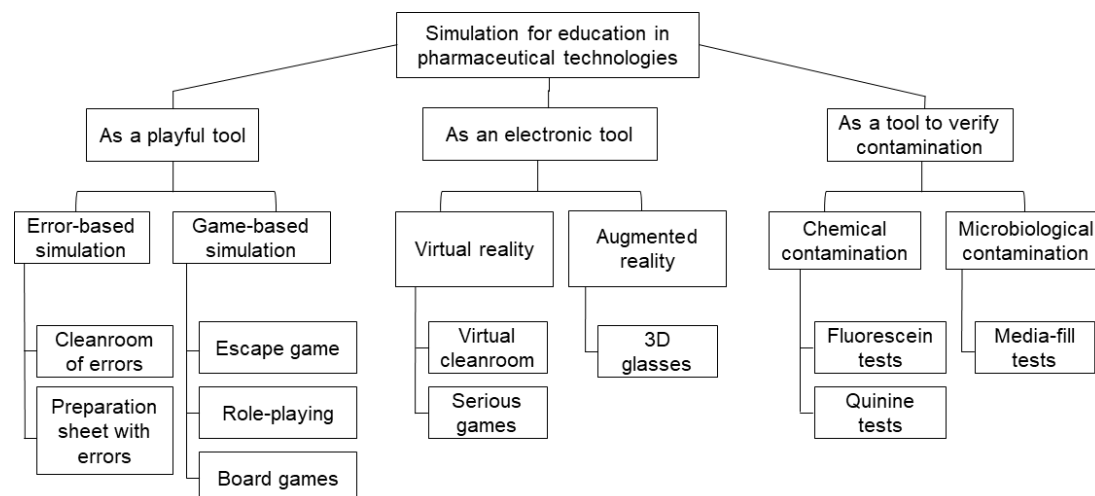 Simulation for education in
pharmaceutical technologies
As a playful tool
As an electronic tool
As a tool to verify
contamination
Error-based
simulation
Game-based
simulation
Virtual reality
Augmented
reality
Chemical
contamination
Microbiological
contamination
Cleanroom
of errors
Preparation
sheet with
errors
Escape game
Role-playing
Board games
Virtual
cleanroom
Serious
games
3D
glasses
Fluorescein
tests
Quinine
tests
Media-fill
tests